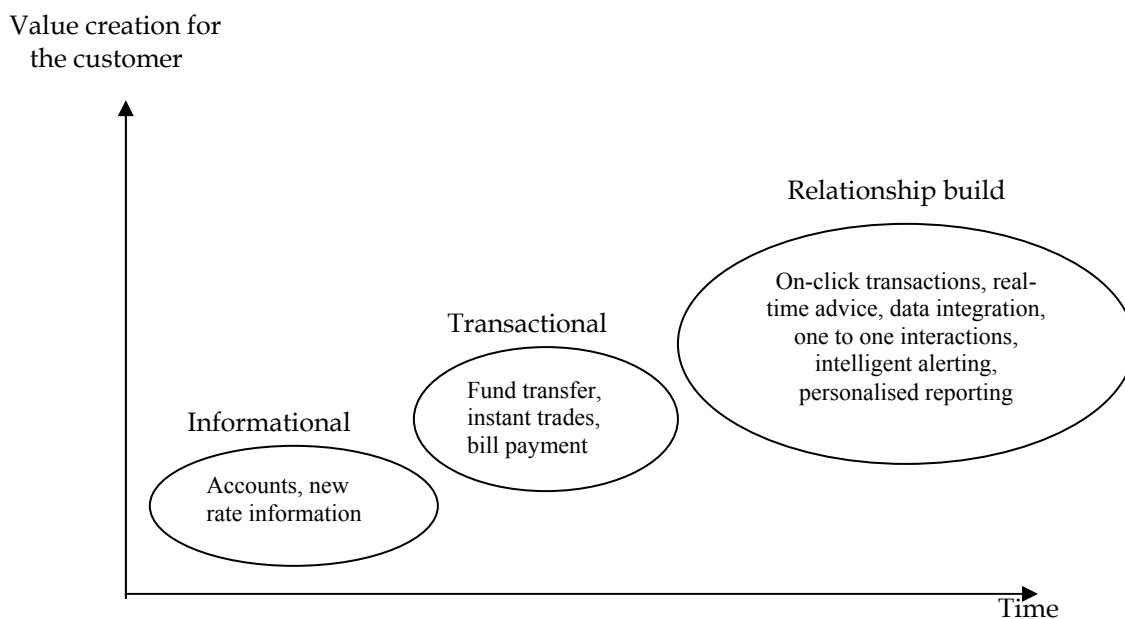 Value creation for
the customer
Relationship build
On-click transactions, real-
time advice, data integration,
one to one interactions,
intelligent alerting,
personalised reporting
Transactional
Fund transfer,
instant trades,
bill payment
Informational
Accounts, new
rate information
Time